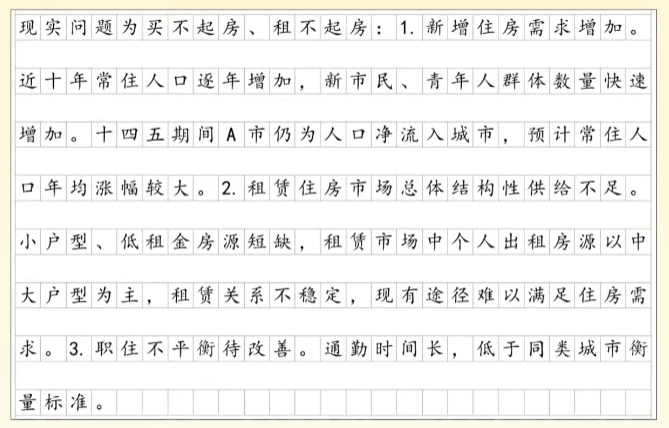 现实问题为买不起房、租不起房：1. 新增住房需求增加。
近十年常住人口逐年增加，新市民、青年人群体数量快速
增加。十四五期间 A 市仍为人口净流入城市，预计常住人
口年均涨幅较大。2. 租赁住房市场总体结构性供给不足。
小户型、低租金房源短缺，租赁市场中个人出租房源以中
大户型为主，租赁关系不稳定，现有途径难以满足住房需
求。3. 职住不平衡待改善。通勤时间长，低于同类城市衡
量标准。